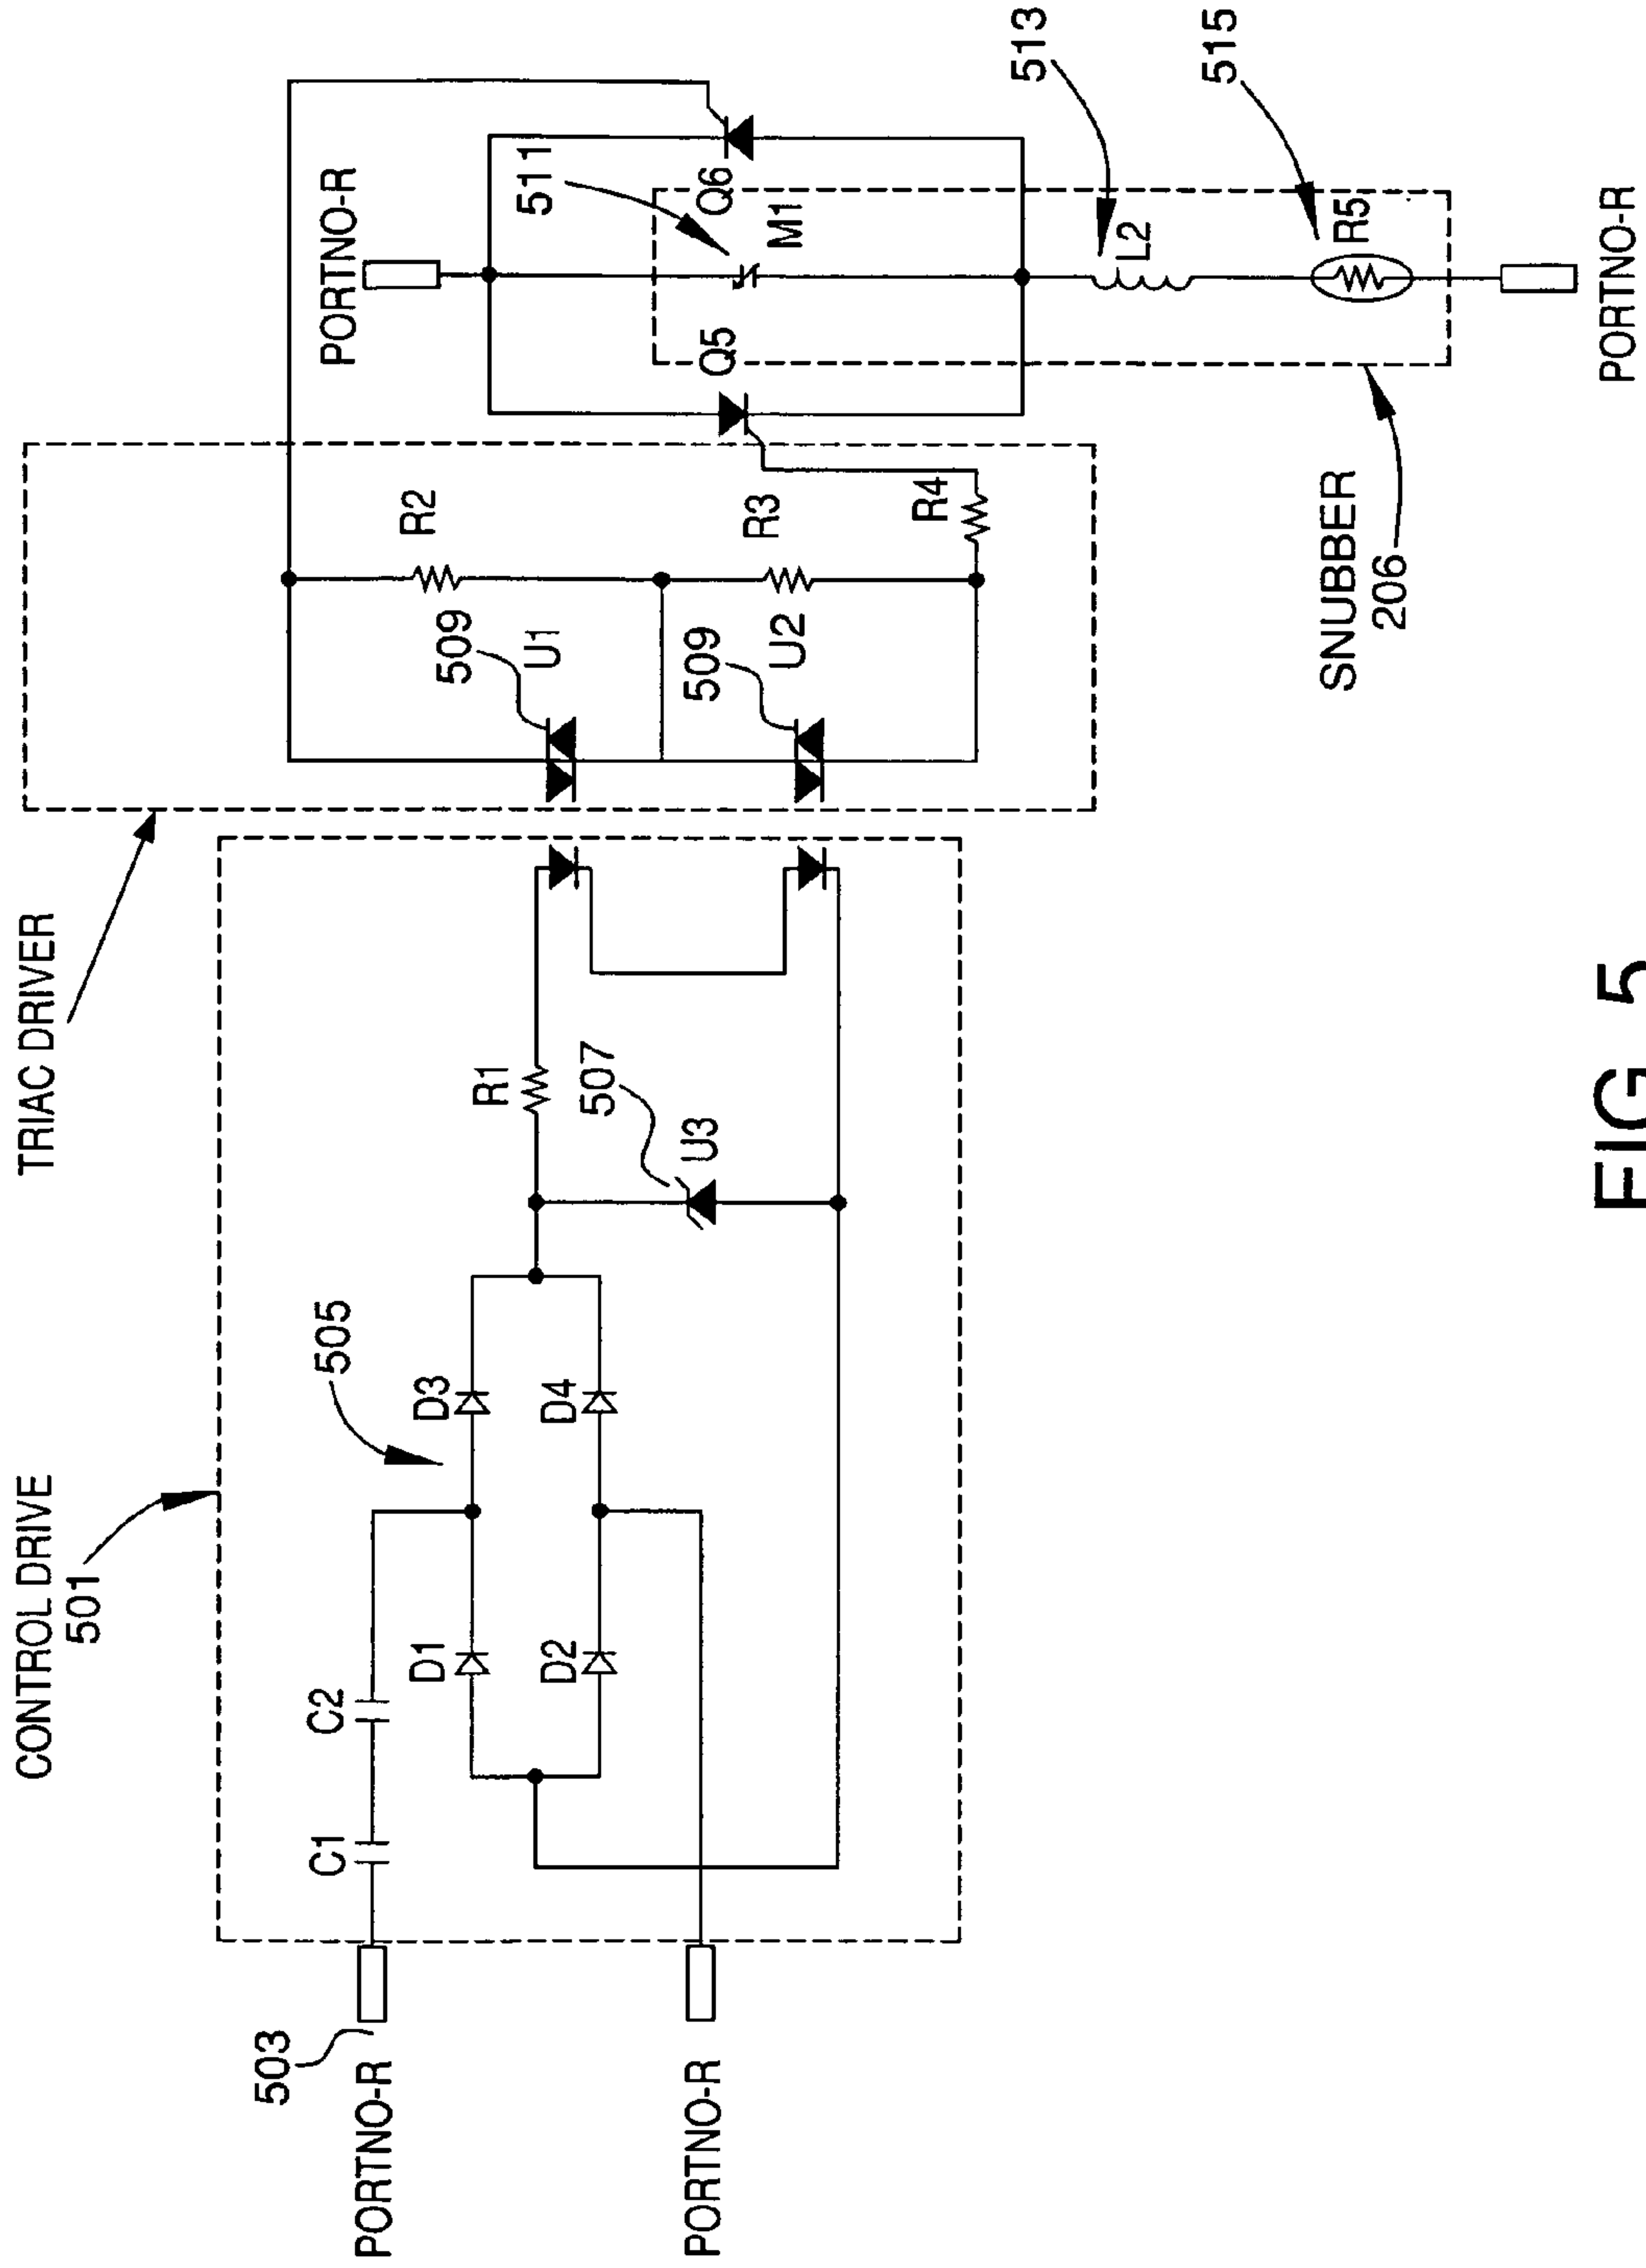 CONTROL DRIVE
501
TRIAC DRIVER
503
PORTNO-R
PORTNO-R
C1
C2
D1
D3
D2
D4
505
R1
507
U3
509
U1
509
U2
R2
R3
R4
PORTNO-R
511
Q5
Q6
M1
513
L2
515
R5
SNUBBER
206
PORTNO-R
FIG. 5